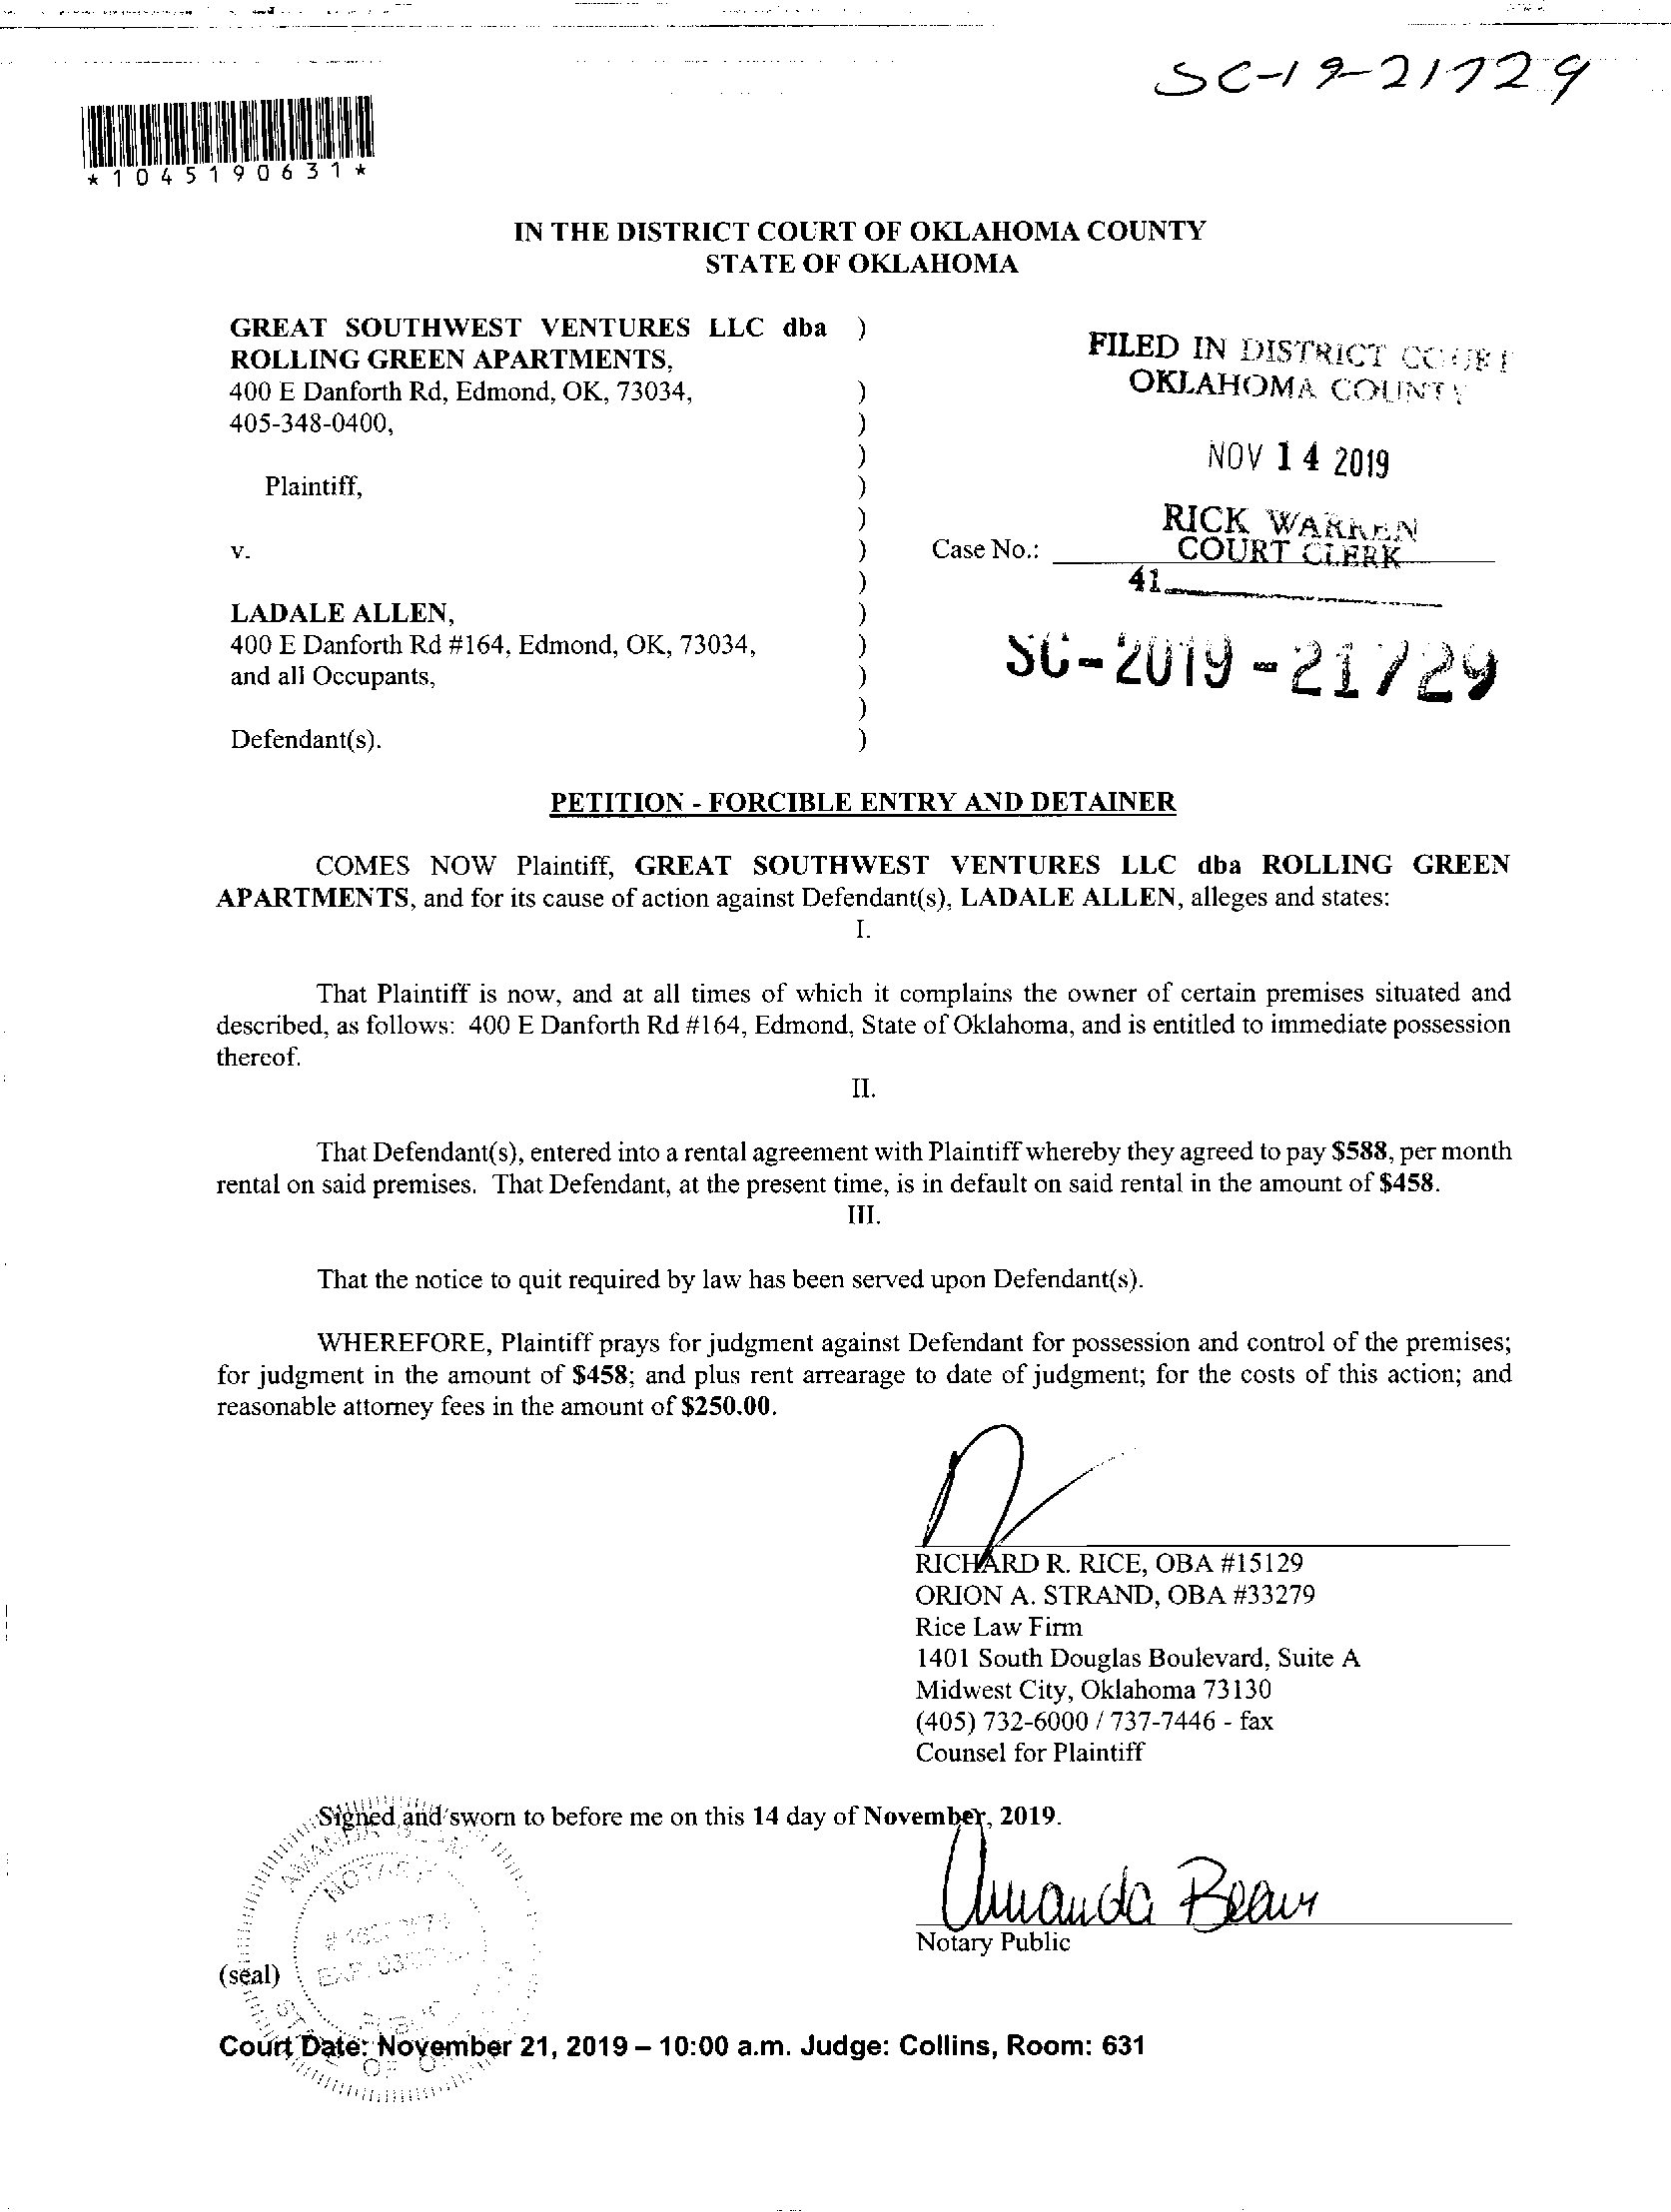 SC-19-21729
*1045190631*
IN THE DISTRICT COURT OF OKLAHOMA COUNTY
STATE OF OKLAHOMA
GREAT SOUTHWEST VENTURES LLC dba )
ROLLING GREEN APARTMENTS,
400 E Danforth Rd, Edmond, OK, 73034, )
405-348-0400, )
)
Plaintiff, )
)
v. )
)
LADALE ALLEN, )
400 E Danforth Rd #164, Edmond, OK, 73034, )
and all Occupants, )
)
Defendant(s). )
FILED IN DISTRICT COURT
OKLAHOMA COUNTY
NOV 14 2019
RICK WARREN
COURT CLERK
Case No.:
41
SC-2019-21729
PETITION - FORCIBLE ENTRY AND DETAINER
COMES NOW Plaintiff, GREAT SOUTHWEST VENTURES LLC dba ROLLING GREEN
APARTMENTS, and for its cause of action against Defendant(s), LADALE ALLEN, alleges and states:
I.
That Plaintiff is now, and at all times of which it complains the owner of certain premises situated and
described, as follows: 400 E Danforth Rd #164, Edmond, State of Oklahoma, and is entitled to immediate possession
thereof.
II.
That Defendant(s), entered into a rental agreement with Plaintiff whereby they agreed to pay $588, per month
rental on said premises. That Defendant, at the present time, is in default on said rental in the amount of $458.
III.
That the notice to quit required by law has been served upon Defendant(s).
WHEREFORE, Plaintiff prays for judgment against Defendant for possession and control of the premises;
for judgment in the amount of $458; and plus rent arrearage to date of judgment; for the costs of this action; and
reasonable attorney fees in the amount of $250.00.
RICHARD R. RICE, OBA #15129
ORION A. STRAND, OBA #33279
Rice Law Firm
1401 South Douglas Boulevard, Suite A
Midwest City, Oklahoma 73130
(405) 732-6000 / 737-7446 - fax
Counsel for Plaintiff
Signed and sworn to before me on this 14 day of November, 2019.
AMANDA
NOTARY
EXP. 03
Amanda Beav
Notary Public
(seal)
Court Date: November 21, 2019 – 10:00 a.m. Judge: Collins, Room: 631